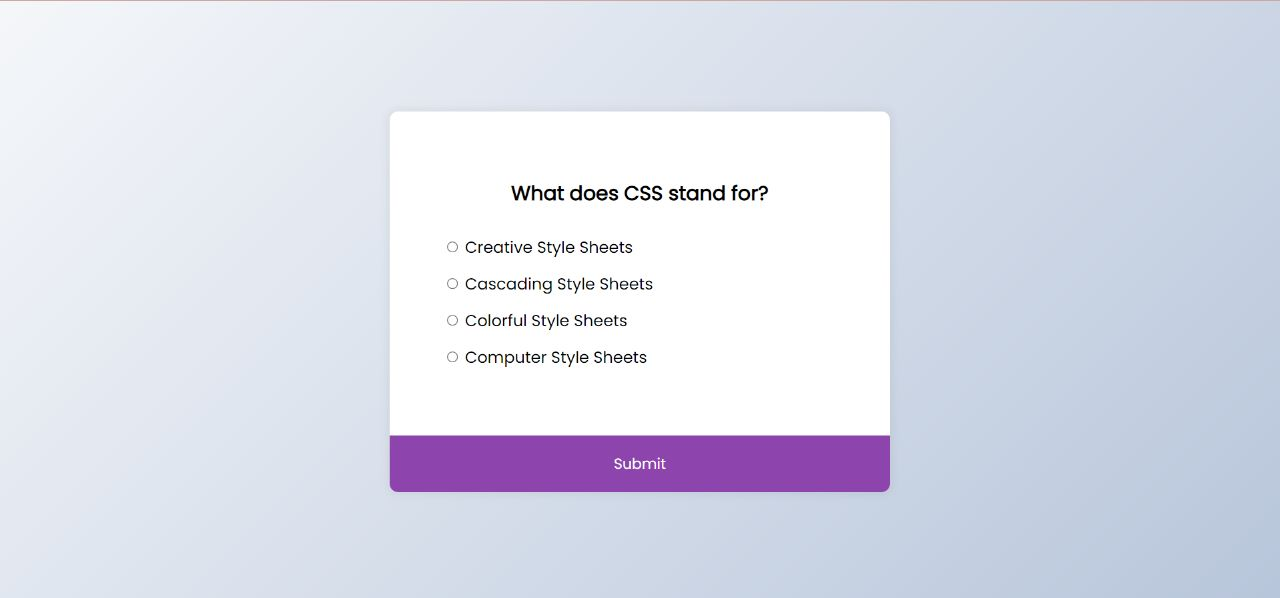 What does CSS stand for?
Creative Style Sheets
Cascading Style Sheets
Colorful Style Sheets
Computer Style Sheets
Submit